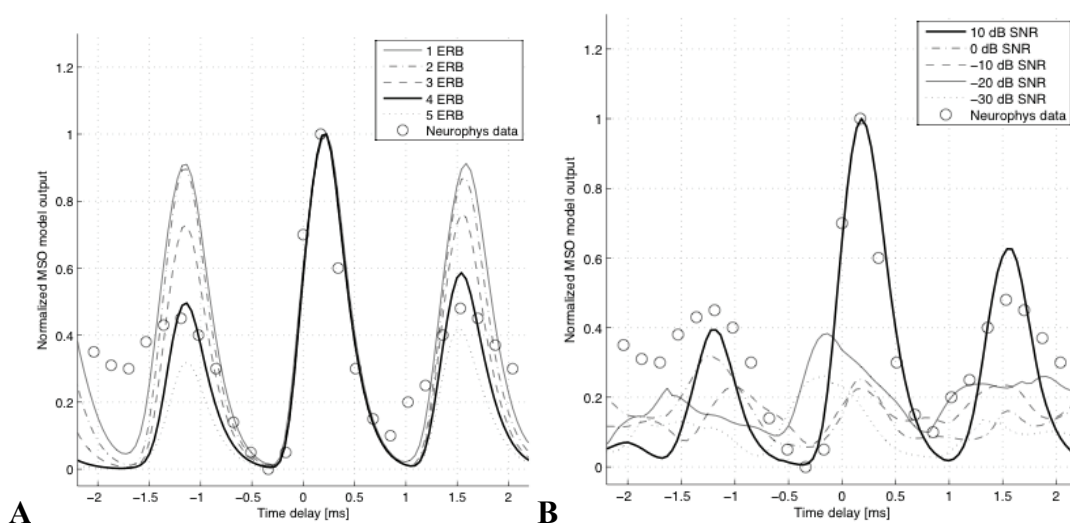 1.2
1
0.8
0.6
0.4
0.2
0
Normalized MSO model output
1 ERB
2 ERB
3 ERB
4 ERB
5 ERB
Neurophys data
−2 −1.5 −1 −0.5 0 0.5 1 1.5 2
Time delay [ms]
A
1.2
1
0.8
0.6
0.4
0.2
0
Normalized MSO model output
10 dB SNR
0 dB SNR
−10 dB SNR
−20 dB SNR
−30 dB SNR
Neurophys data
−2 −1.5 −1 −0.5 0 0.5 1 1.5 2
Time delay [ms]
B